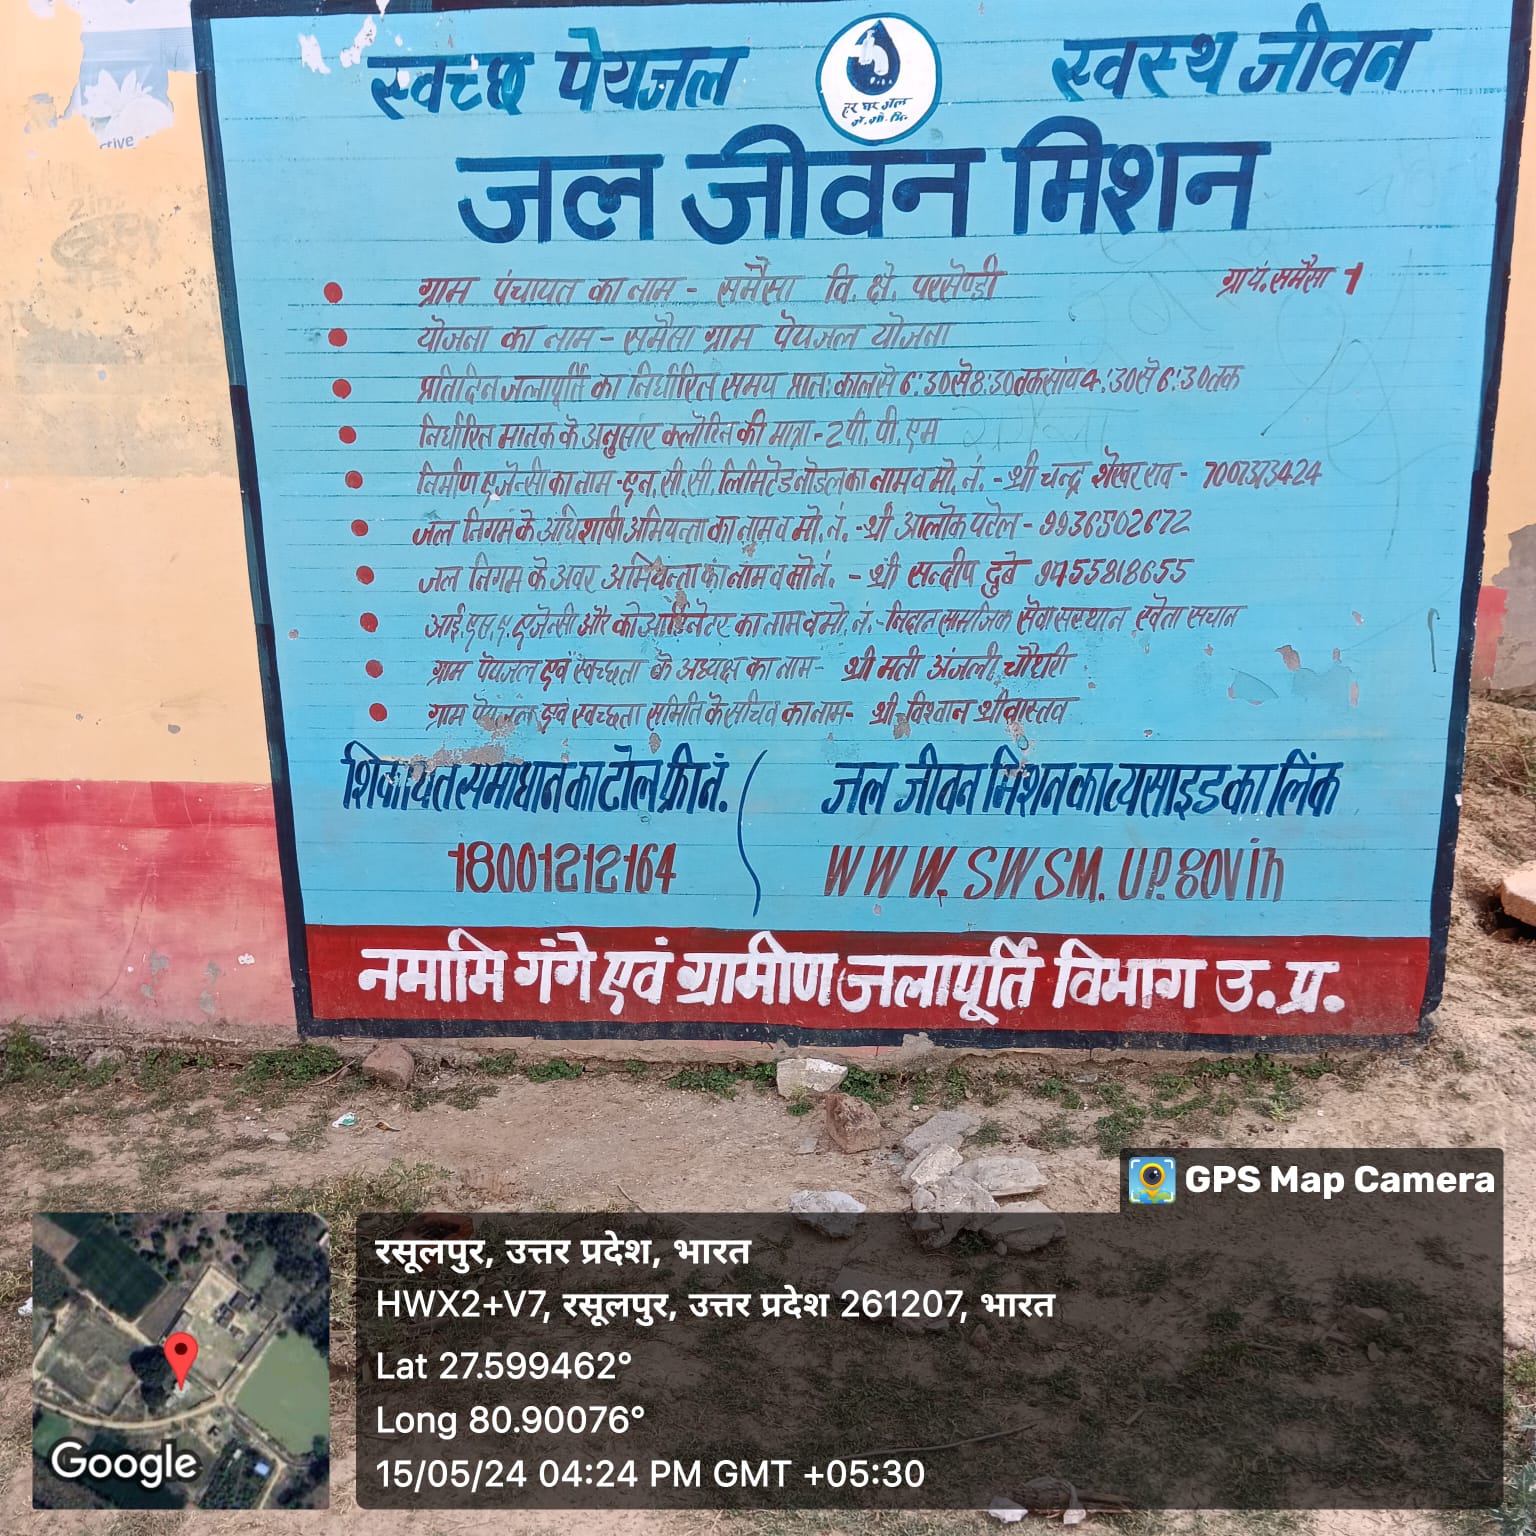 स्वच्छ पेयजल
हर घर जल
स्वस्थ जीवन
जल जीवन मिशन
ग्राम पंचायत का नाम - समैसा वि. क्षे. परसेण्डी
ग्रा.पं.समैसा 1
योजना का नाम - समैसा ग्राम पेयजल योजना
प्रतिदिन जलापूर्ति का निर्धारित समय प्रातः काल से 6:30 से 8:30 तक सांय 4:30 से 6:30 तक
निर्धारित मानक के अनुसार क्लोरिन की मात्रा - 2 पी. पी. एम
निर्माण एजेन्सी का नाम - एन. सी. सी. लिमिटेड नोडल का नाम व मो. नं. - श्री चन्द्र शेखर राव -
जल निगम के अधिशाषी अभियन्ता का नाम व मो. नं. - श्री आलोक पटेल - 9936502672
जल निगम के अवर अभियन्ता का नाम व मो नं. - श्री सन्दीप दुबे 9455818655
आई. एस. ए. एजेन्सी और को आर्डिनेटर का नाम व मो. नं. - सेवा संस्थान स्वेता सचान
ग्राम पेयजल एवं स्वच्छता के अध्यक्ष का नाम - श्री मती अंजली चौधरी
ग्राम पेयजल एवं स्वच्छता समिति के सचिव का नाम - श्री श्रीवास्तव
शिकायत समाधान का टोल फ्री नं.
18001212164
जल जीवन मिशन का व्यसाइड का लिंक
WWW.SWSM.UP.govin
नमामि गंगे एवं ग्रामीण जलापूर्ति विभाग उ. प्र.
GPS Map Camera
रसूलपुर, उत्तर प्रदेश, भारत
HWX2+V7, रसूलपुर, उत्तर प्रदेश 261207, भारत
Lat 27.599462°
Long 80.90076°
15/05/24 04:24 PM GMT +05:30
Google